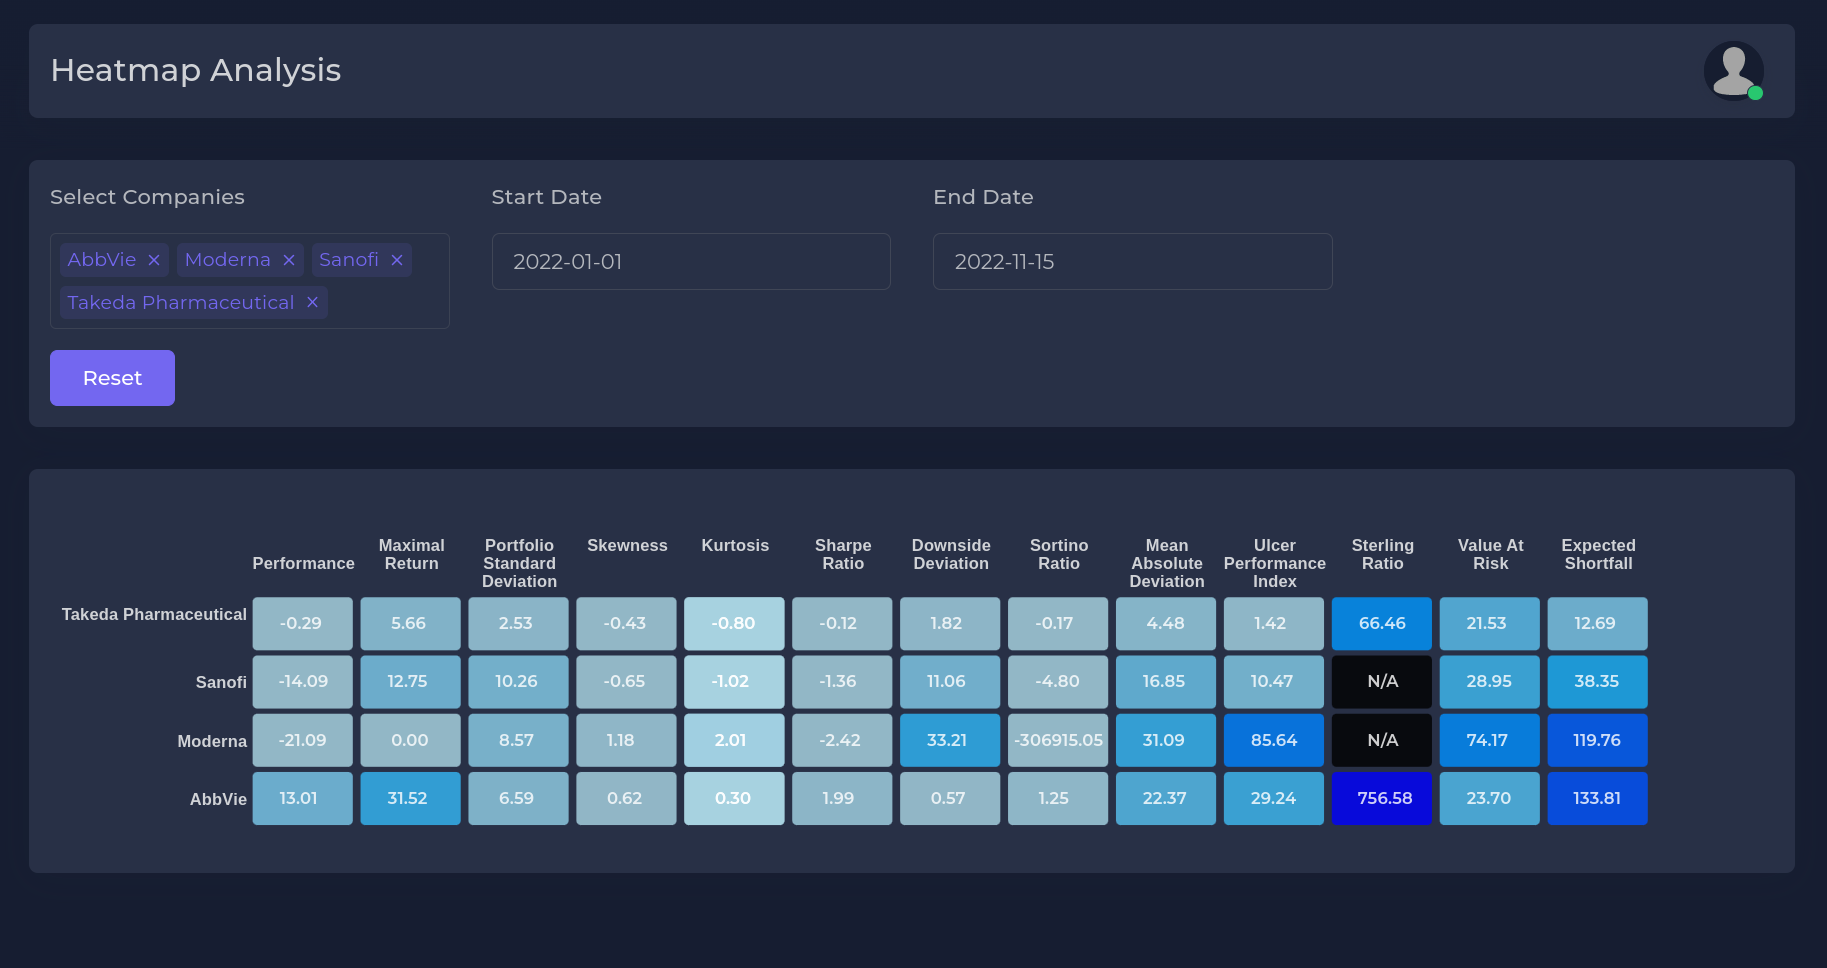 Heatmap Analysis
Select Companies
Start Date
End Date
AbbVie × Moderna × Sanofi ×
Takeda Pharmaceutical ×
2022-01-01
2022-11-15
Reset
Performance
Maximal
Return
Portfolio
Standard
Deviation
Skewness
Kurtosis
Sharpe
Ratio
Downside
Deviation
Sortino
Ratio
Mean
Absolute
Deviation
Ulcer
Performance
Index
Sterling
Ratio
Value At
Risk
Expected
Shortfall
Takeda Pharmaceutical -0.29 5.66 2.53 -0.43 -0.80 -0.12 1.82 -0.17 4.48 1.42 66.46 21.53 12.69
Sanofi -14.09 12.75 10.26 -0.65 -1.02 -1.36 11.06 -4.80 16.85 10.47 N/A 28.95 38.35
Moderna -21.09 0.00 8.57 1.18 2.01 -2.42 33.21 -306915.05 31.09 85.64 N/A 74.17 119.76
AbbVie 13.01 31.52 6.59 0.62 0.30 1.99 0.57 1.25 22.37 29.24 756.58 23.70 133.81